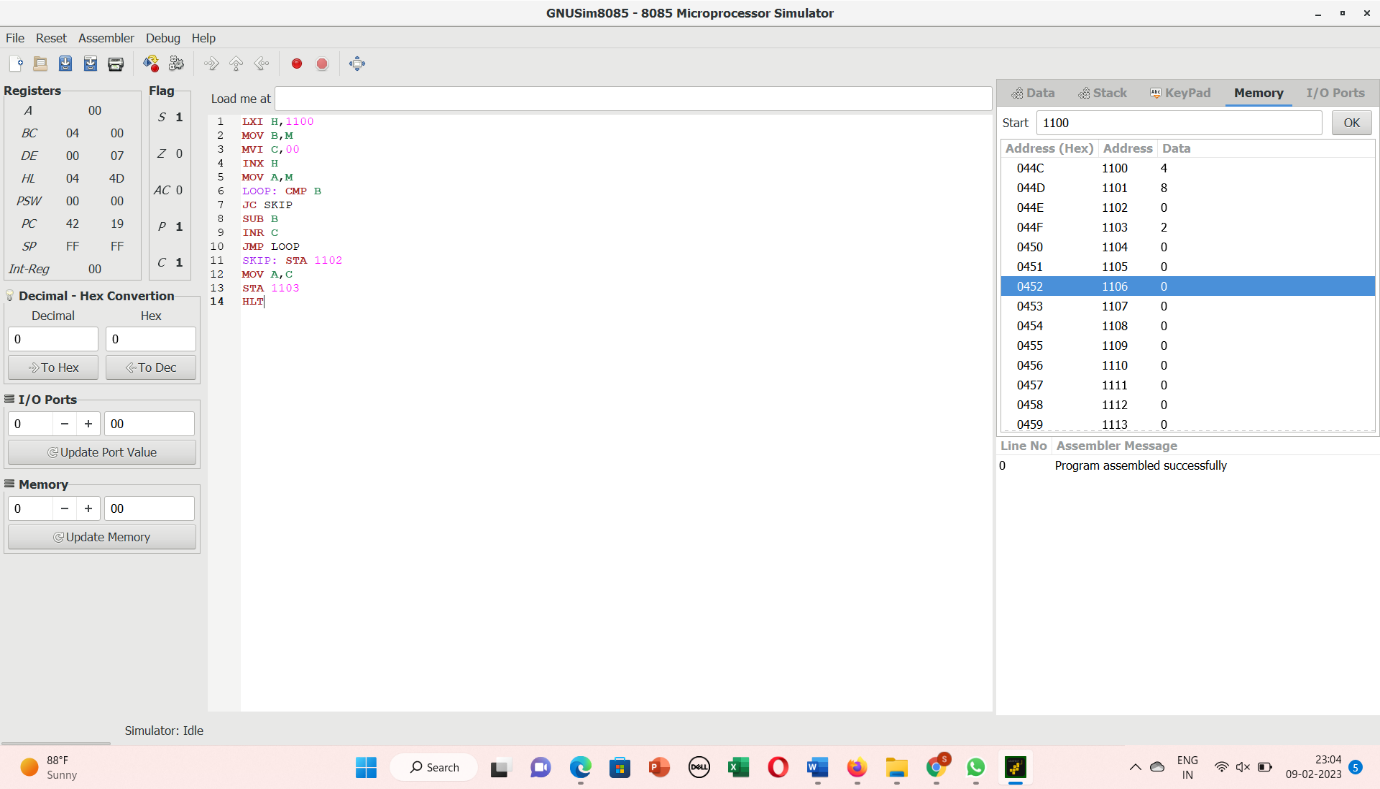 GNUSim8085 - 8085 Microprocessor Simulator
File Reset Assembler Debug Help
Registers
A 00
BC 04 00
DE 00 07
HL 04 4D
PSW 00 00
PC 42 19
SP FF FF
Int-Reg 00
Flag
S 1
Z 0
AC 0
P 1
C 1
Decimal - Hex Convertion
Decimal Hex
0 0
To Hex To Dec
I/O Ports
0 − + 00
Update Port Value
Memory
0 − + 00
Update Memory
Load me at
1 LXI H,1100
2 MOV B,M
3 MVI C,00
4 INX H
5 MOV A,M
6 LOOP: CMP B
7 JC SKIP
8 SUB B
9 INR C
10 JMP LOOP
11 SKIP: STA 1102
12 MOV A,C
13 STA 1103
14 HLT
Data Stack KeyPad Memory I/O Ports
Start 1100 OK
Address (Hex) Address Data
044C 1100 4
044D 1101 8
044E 1102 0
044F 1103 2
0450 1104 0
0451 1105 0
0452 1106 0
0453 1107 0
0454 1108 0
0455 1109 0
0456 1110 0
0457 1111 0
0458 1112 0
0459 1113 0
Line No Assembler Message
0 Program assembled successfully
Simulator: Idle
88°F
Sunny
Search
DELL
S
ENG
IN
23:04
09-02-2023
5